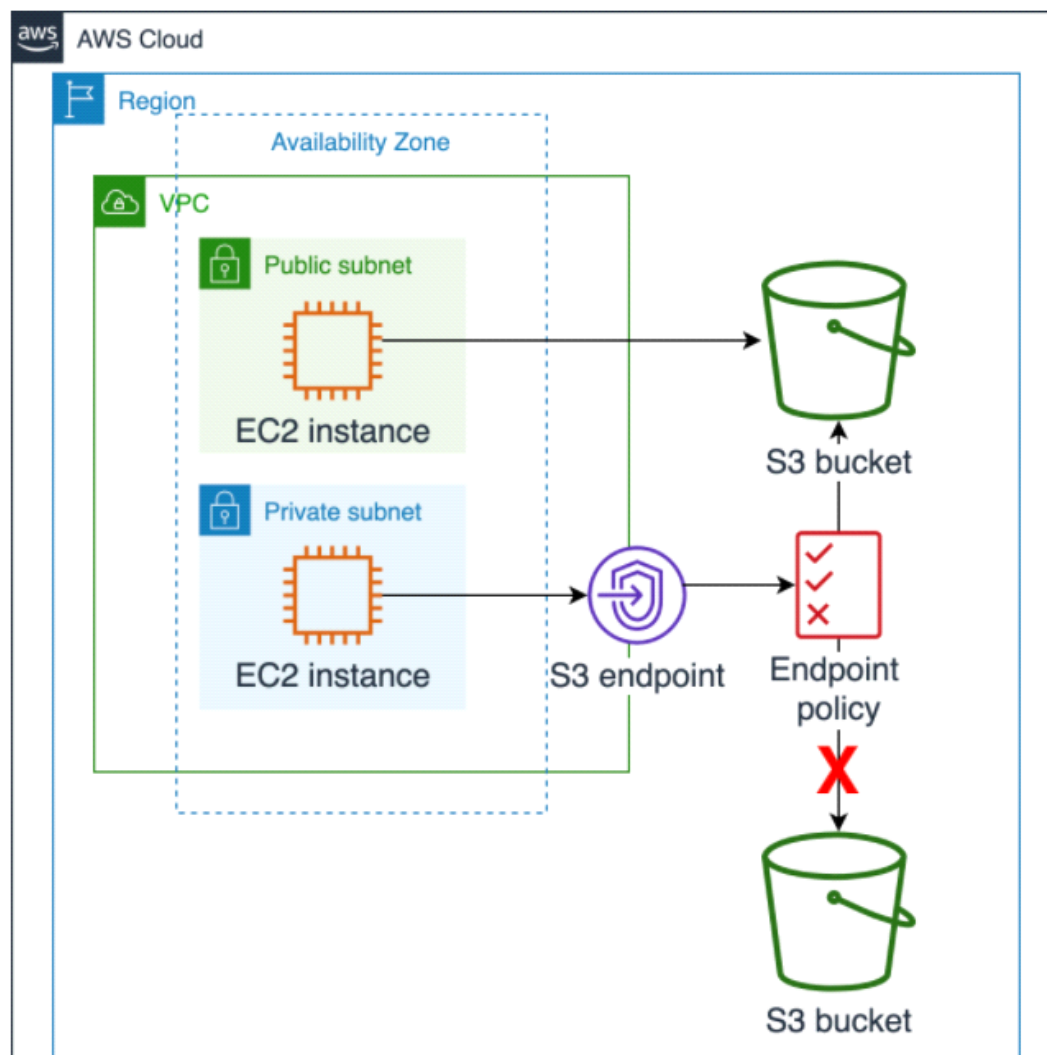 aws
AWS Cloud
Region
Availability Zone
VPC
Public subnet
EC2 instance
S3 bucket
Private subnet
EC2 instance
S3 endpoint
Endpoint
policy
X
S3 bucket